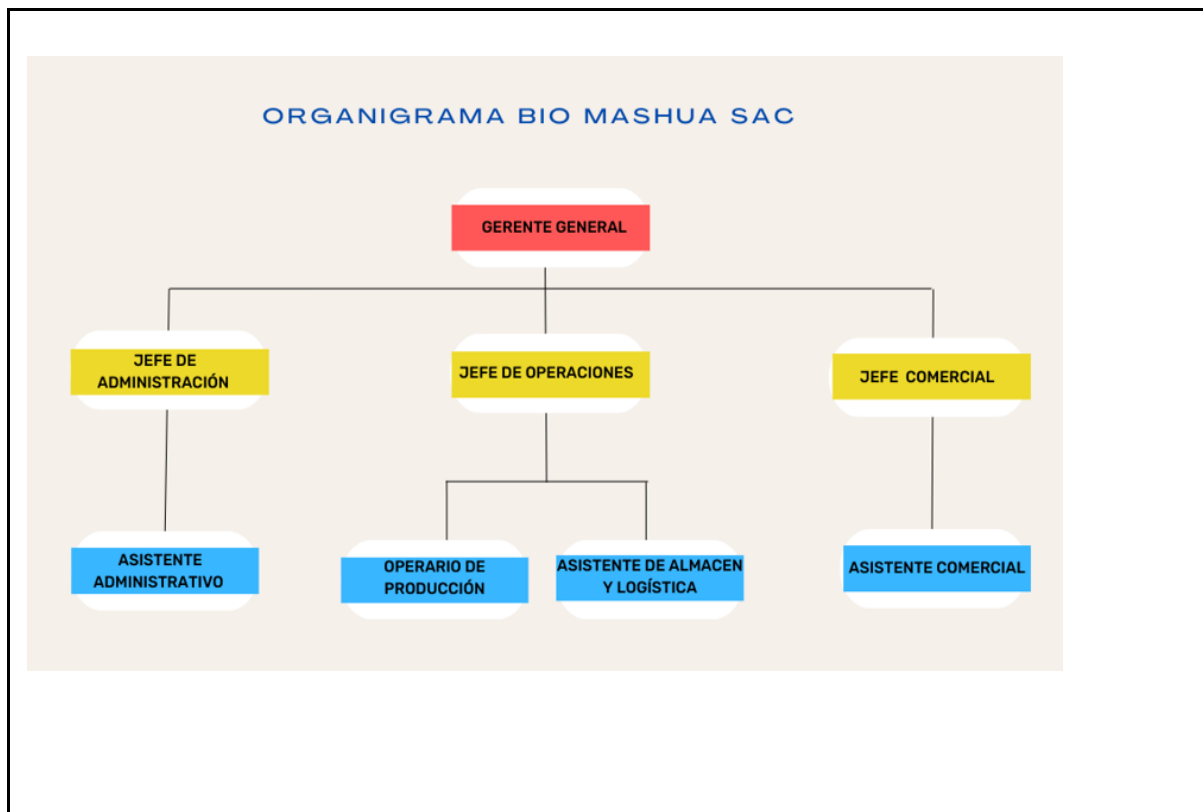 ORGANIGRAMA BIO MASHUA SAC
GERENTE GENERAL
JEFE DE
ADMINISTRACIÓN
JEFE DE OPERACIONES
JEFE COMERCIAL
ASISTENTE
ADMINISTRATIVO
OPERARIO DE
PRODUCCIÓN
ASISTENTE DE ALMACEN
Y LOGÍSTICA
ASISTENTE COMERCIAL